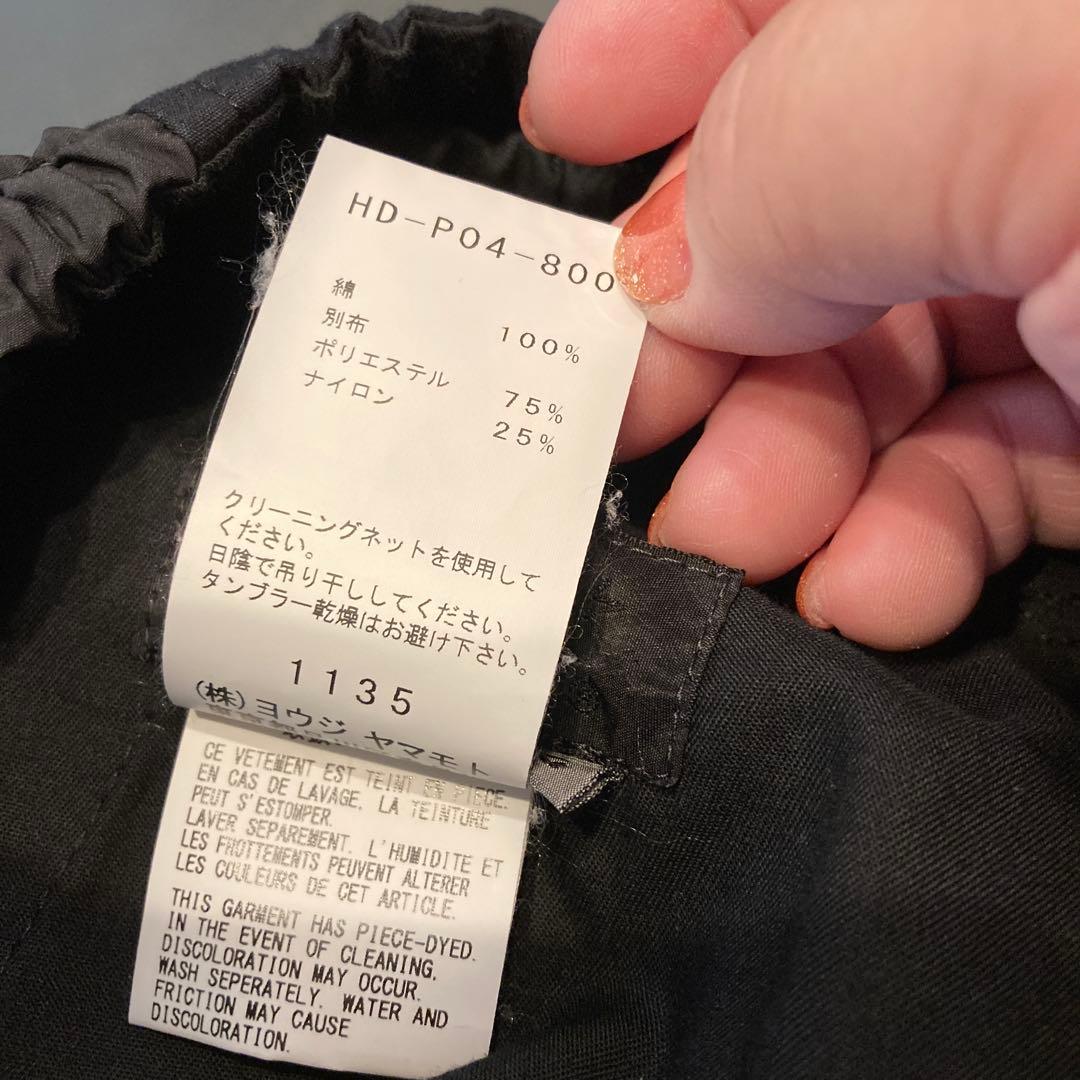 HD-P04-800
綿 100%
別布
ポリエステル 75%
ナイロン 25%
クリーニングネットを使用して
ください。
日陰で吊り干ししてください。
タンブラー乾燥はお避け下さい。
1135
(株)ヨウジ ヤマモト
CE VETEMENT EST TEINT EN PIECE.
EN CAS DE LAVAGE, LA TEINTURE
PEUT S'ESTOMPER.
LAVER SEPAREMENT. L'HUMIDITE ET
LES FROTTEMENTS PEUVENT ALTERER
LES COULEURS DE CET ARTICLE.
THIS GARMENT HAS PIECE-DYED.
IN THE EVENT OF CLEANING,
DISCOLORATION MAY OCCUR.
WASH SEPERATELY. WATER AND
FRICTION MAY CAUSE
DISCOLORATION.